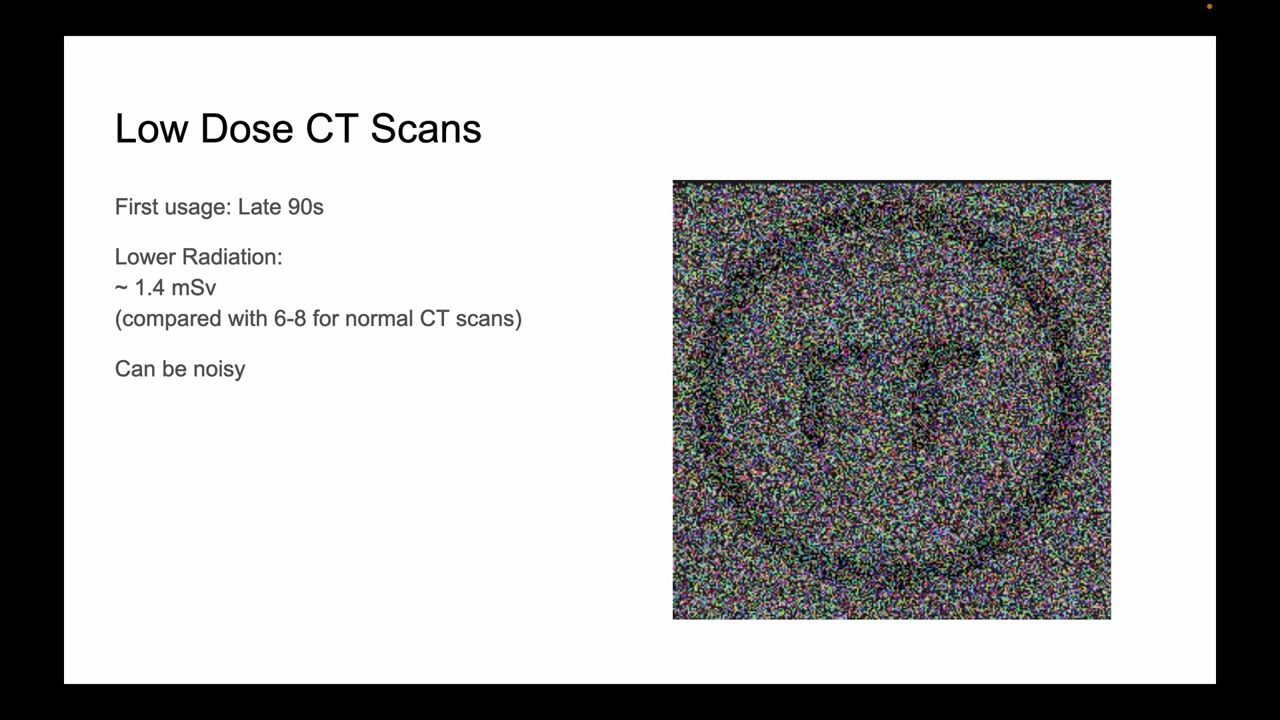 Low Dose CT Scans
First usage: Late 90s
Lower Radiation:
~ 1.4 mSv
(compared with 6-8 for normal CT scans)
Can be noisy